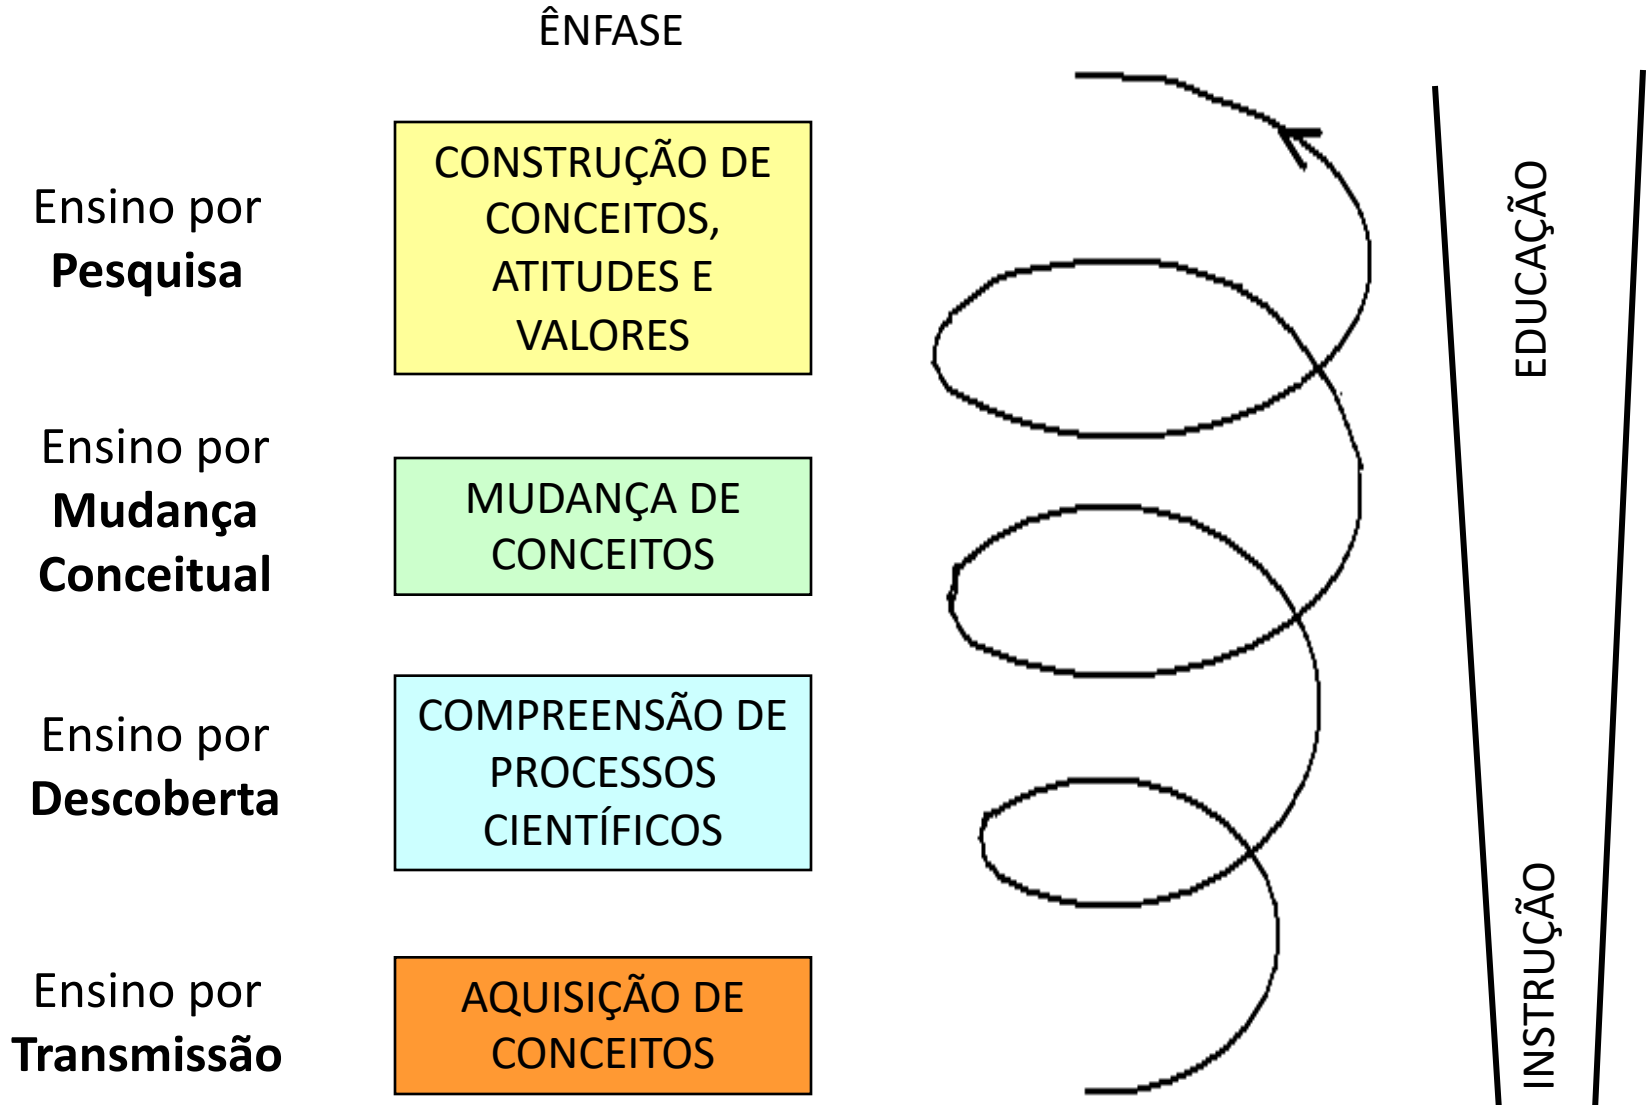 ÊNFASE
Ensino por
Pesquisa
CONSTRUÇÃO DE
CONCEITOS,
ATITUDES E
VALORES
Ensino por
Mudança
Conceitual
MUDANÇA DE
CONCEITOS
Ensino por
Descoberta
COMPREENSÃO DE
PROCESSOS
CIENTÍFICOS
Ensino por
Transmissão
AQUISIÇÃO DE
CONCEITOS
EDUCAÇÃO
INSTRUÇÃO